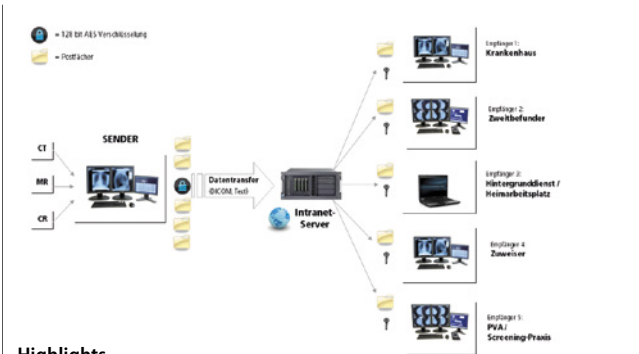 = 128 bit AES Verschlüsselung
= Postfächer
SENDER
CT
MR
CR
Datentransfer
(DICOM, Text)
Intranet-
Server
Empfänger 1:
Krankenhaus
Empfänger 2:
Zweitbefunder
Empfänger 3:
Hintergrunddienst /
Heimarbeitsplatz
Empfänger 4:
Zuweiser
Empfänger 5:
PVA /
Screening-Praxis
Highlights